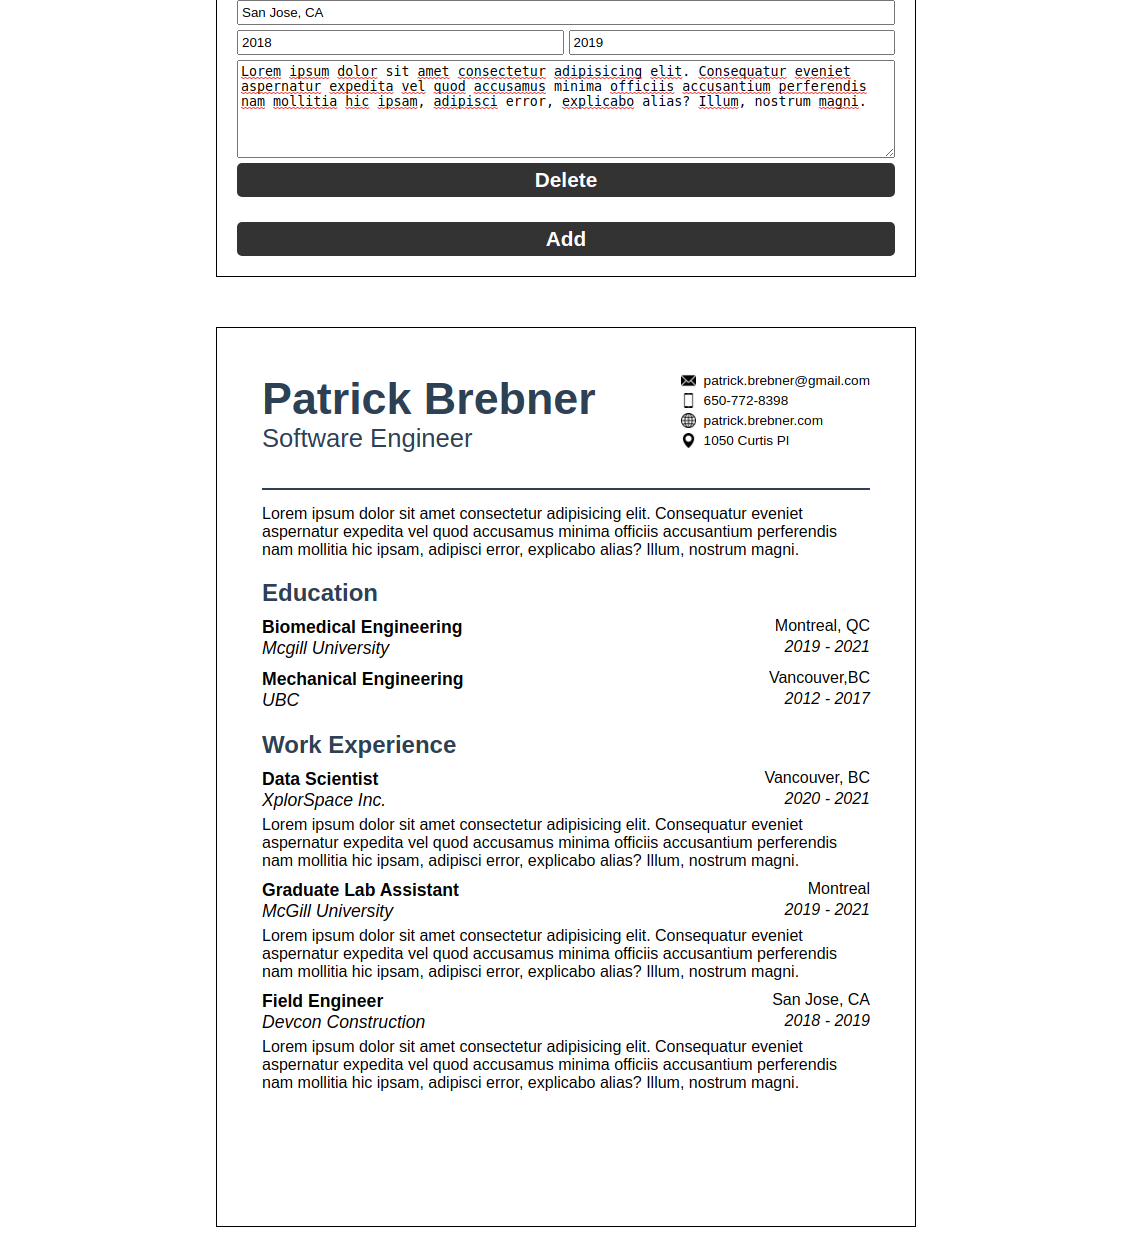 San Jose, CA
2018 2019
Lorem ipsum dolor sit amet consectetur adipisicing elit. Consequatur eveniet
aspernatur expedita vel quod accusamus minima officiis accusantium perferendis
nam mollitia hic ipsam, adipisci error, explicabo alias? Illum, nostrum magni.
Delete
Add
Patrick Brebner
Software Engineer
patrick.brebner@gmail.com
650-772-8398
patrick.brebner.com
1050 Curtis Pl
Lorem ipsum dolor sit amet consectetur adipisicing elit. Consequatur eveniet
aspernatur expedita vel quod accusamus minima officiis accusantium perferendis
nam mollitia hic ipsam, adipisci error, explicabo alias? Illum, nostrum magni.
Education
Biomedical Engineering Montreal, QC
Mcgill University 2019 - 2021
Mechanical Engineering Vancouver,BC
UBC 2012 - 2017
Work Experience
Data Scientist Vancouver, BC
XplorSpace Inc. 2020 - 2021
Lorem ipsum dolor sit amet consectetur adipisicing elit. Consequatur eveniet
aspernatur expedita vel quod accusamus minima officiis accusantium perferendis
nam mollitia hic ipsam, adipisci error, explicabo alias? Illum, nostrum magni.
Graduate Lab Assistant Montreal
McGill University 2019 - 2021
Lorem ipsum dolor sit amet consectetur adipisicing elit. Consequatur eveniet
aspernatur expedita vel quod accusamus minima officiis accusantium perferendis
nam mollitia hic ipsam, adipisci error, explicabo alias? Illum, nostrum magni.
Field Engineer San Jose, CA
Devcon Construction 2018 - 2019
Lorem ipsum dolor sit amet consectetur adipisicing elit. Consequatur eveniet
aspernatur expedita vel quod accusamus minima officiis accusantium perferendis
nam mollitia hic ipsam, adipisci error, explicabo alias? Illum, nostrum magni.